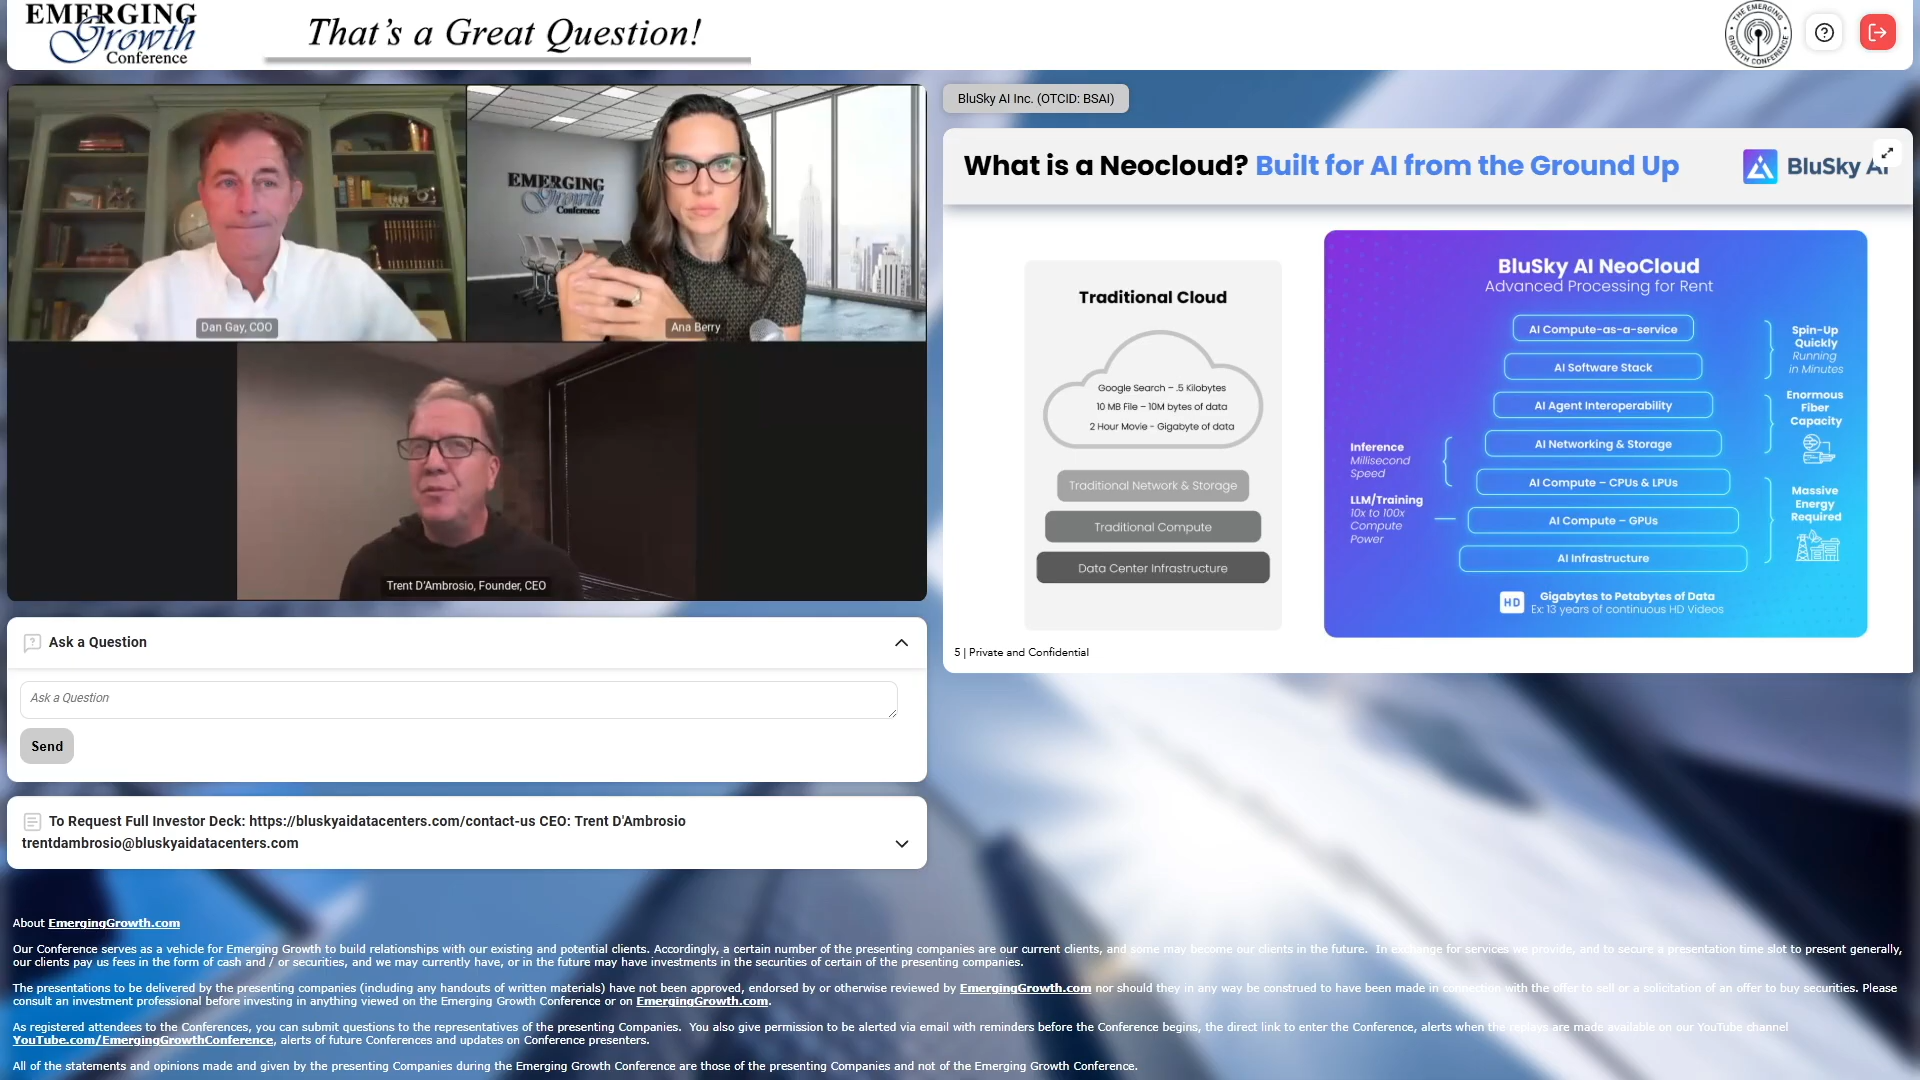 EMERGING
Growth
Conference
That's a Great Question!
THE EMERGING
GROWTH CONFERENCE
EMERGING
Growth
Conference
Dan Gay, COO
Ana Berry
Trent D'Ambrosio, Founder, CEO
BluSky AI Inc. (OTCID: BSAI)
What is a Neocloud? Built for AI from the Ground Up
BluSky AI
Traditional Cloud
Google Search – .5 Kilobytes
10 MB File – 10M bytes of data
2 Hour Movie - Gigabyte of data
Traditional Network & Storage
Traditional Compute
Data Center Infrastructure
BluSky AI NeoCloud
Advanced Processing for Rent
AI Compute-as-a-service
AI Software Stack
AI Agent Interoperability
AI Networking & Storage
AI Compute – CPUs & LPUs
AI Compute – GPUs
AI Infrastructure
Inference
Millisecond
Speed
LLM/Training
10x to 100x
Compute
Power
Spin-Up
Quickly
Running
in Minutes
Enormous
Fiber
Capacity
Massive
Energy
Required
HD
Gigabytes to Petabytes of Data
Ex: 13 years of continuous HD Videos
5 | Private and Confidential
Ask a Question
Ask a Question
Send
To Request Full Investor Deck: https://bluskyaidatacenters.com/contact-us CEO: Trent D'Ambrosio
trentdambrosio@bluskyaidatacenters.com
About EmergingGrowth.com
Our Conference serves as a vehicle for Emerging Growth to build relationships with our existing and potential clients. Accordingly, a certain number of the presenting companies are our current clients, and some may become our clients in the future. In exchange for services we provide, and to secure a presentation time slot to present generally,
our clients pay us fees in the form of cash and / or securities, and we may currently have, or in the future may have investments in the securities of certain of the presenting companies.
The presentations to be delivered by the presenting companies (including any handouts of written materials) have not been approved, endorsed by or otherwise reviewed by EmergingGrowth.com nor should they in any way be construed to have been made in connection with the offer to sell or a solicitation of an offer to buy securities. Please
consult an investment professional before investing in anything viewed on the Emerging Growth Conference or on EmergingGrowth.com.
As registered attendees to the Conferences, you can submit questions to the representatives of the presenting Companies. You also give permission to be alerted via email with reminders before the Conference begins, the direct link to enter the Conference, alerts when the replays are made available on our YouTube channel
YouTube.com/EmergingGrowthConference, alerts of future Conferences and updates on Conference presenters.
All of the statements and opinions made and given by the presenting Companies during the Emerging Growth Conference are those of the presenting Companies and not of the Emerging Growth Conference.